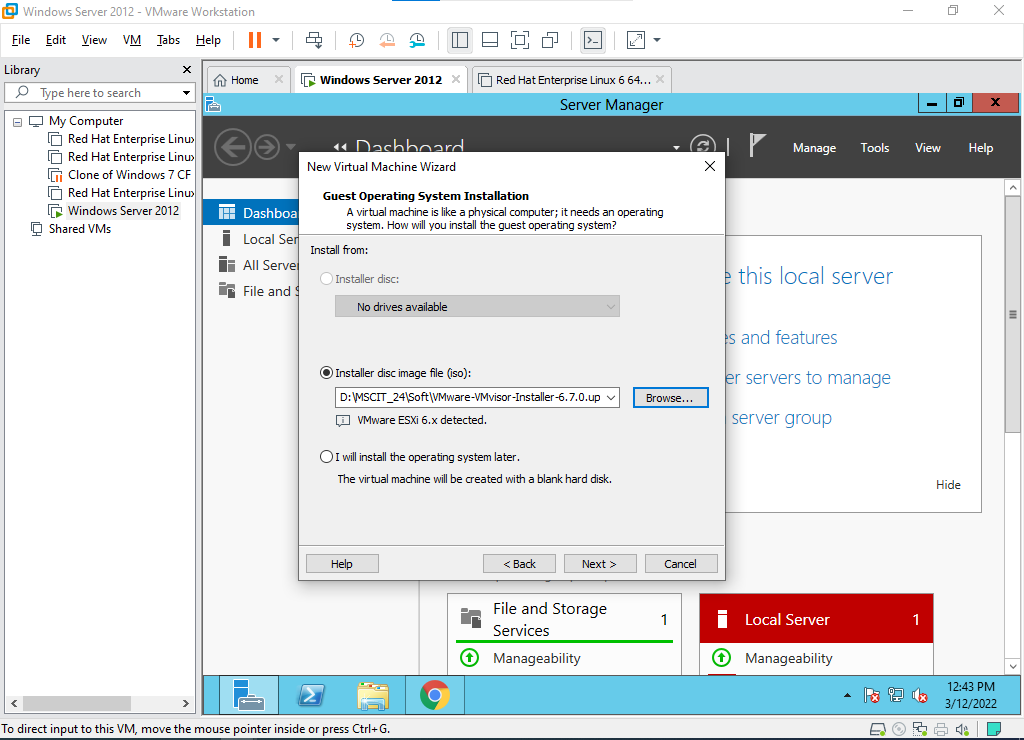 Windows Server 2012 - VMware Workstation
File Edit View VM Tabs Help
Library
Type here to search
My Computer
Red Hat Enterprise Linux
Red Hat Enterprise Linux
Clone of Windows 7 CF
Red Hat Enterprise Linux
Windows Server 2012
Shared VMs
Home
Windows Server 2012
Red Hat Enterprise Linux 6 64...
Server Manager
Dashboard
Manage Tools View Help
Dashboa
Local Ser
All Server
File and S
e this local server
es and features
er servers to manage
server group
Hide
New Virtual Machine Wizard
Guest Operating System Installation
A virtual machine is like a physical computer; it needs an operating
system. How will you install the guest operating system?
Install from:
Installer disc:
No drives available
Installer disc image file (iso):
D:\MSCIT_24\Soft\VMware-VMvisor-Installer-6.7.0.up
Browse...
VMware ESXi 6.x detected.
I will install the operating system later.
The virtual machine will be created with a blank hard disk.
Help < Back Next > Cancel
File and Storage
Services
1
Manageability
Local Server 1
Manageability
12:43 PM
3/12/2022
To direct input to this VM, move the mouse pointer inside or press Ctrl+G.